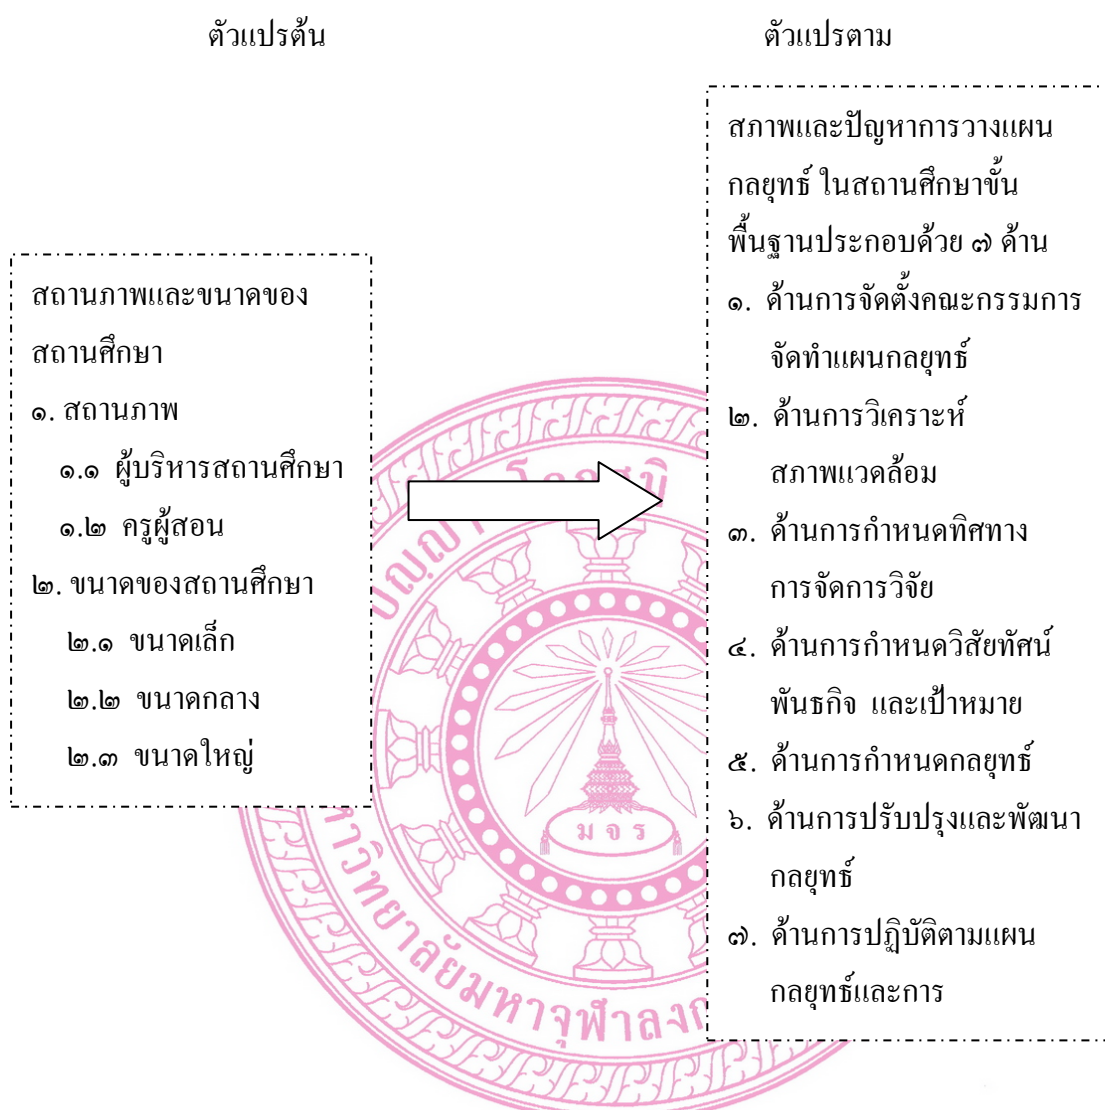 ตัวแปรต้น
ตัวแปรตาม
สถานภาพและขนาดของ
สถานศึกษา
๑. สถานภาพ
๑.๑ ผู้บริหารสถานศึกษา
๑.๒ ครูผู้สอน
๒. ขนาดของสถานศึกษา
๒.๑ ขนาดเล็ก
๒.๒ ขนาดกลาง
๒.๓ ขนาดใหญ่
สภาพและปัญหาการวางแผน
กลยุทธ์ ในสถานศึกษาขั้น
พื้นฐานประกอบด้วย ๗ ด้าน
๑. ด้านการจัดตั้งคณะกรรมการ
จัดทำแผนกลยุทธ์
๒. ด้านการวิเคราะห์
สภาพแวดล้อม
๓. ด้านการกำหนดทิศทาง
การจัดการวิจัย
๔. ด้านการกำหนดวิสัยทัศน์
พันธกิจ และเป้าหมาย
๕. ด้านการกำหนดกลยุทธ์
๖. ด้านการปรับปรุงและพัฒนา
กลยุทธ์
๗. ด้านการปฏิบัติตามแผน
กลยุทธ์และการ
ม จ ร